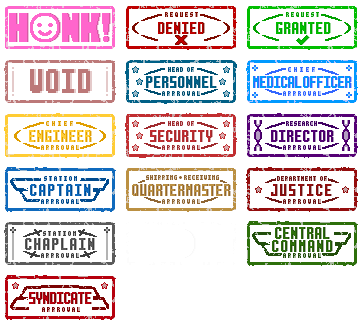 HONK!
REQUEST
DENIED
REQUEST
GRANTED
VOID
HEAD OF
PERSONNEL
APPROVAL
CHIEF
MEDICAL OFFICER
APPROVAL
CHIEF
ENGINEER
APPROVAL
HEAD OF
SECURITY
APPROVAL
RESEARCH
DIRECTOR
APPROVAL
STATION
CAPTAIN
APPROVAL
SHIPPING + RECEIVING
QUARTERMASTER
APPROVAL
DEPARTMENT OF
JUSTICE
APPROVAL
STATION
CHAPLAIN
APPROVAL
CENTRAL
COMMAND
APPROVAL
SYNDICATE
APPROVAL